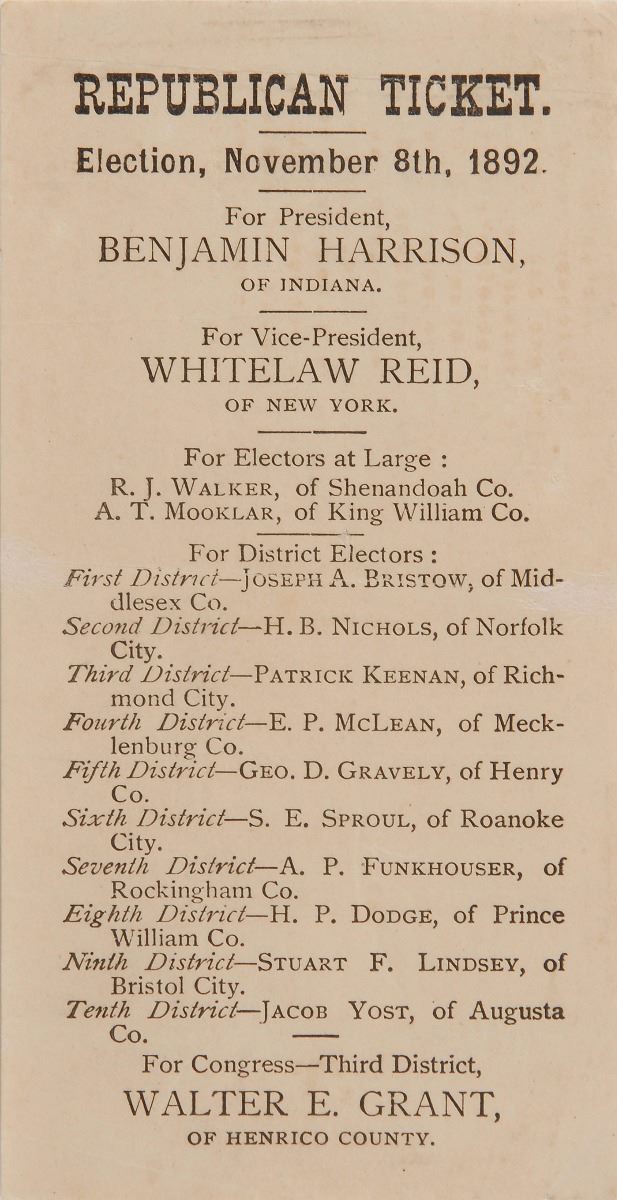 REPUBLICAN TICKET.
Election, November 8th, 1892.
For President,
BENJAMIN HARRISON,
OF INDIANA.
For Vice-President,
WHITELAW REID,
OF NEW YORK.
For Electors at Large :
R. J. WALKER, of Shenandoah Co.
A. T. MOOKLAR, of King William Co.
For District Electors :
First District—JOSEPH A. BRISTOW, of Mid-
dlesex Co.
Second District—H. B. NICHOLS, of Norfolk
City.
Third District—PATRICK KEENAN, of Rich-
mond City.
Fourth District—E. P. MCLEAN, of Meck-
lenburg Co.
Fifth District—GEO. D. GRAVELY, of Henry
Co.
Sixth District—S. E. SPROUL, of Roanoke
City.
Seventh District—A. P. FUNKHOUSER, of
Rockingham Co.
Eighth District—H. P. DODGE, of Prince
William Co.
Ninth District—STUART F. LINDSEY, of
Bristol City.
Tenth District—JACOB YOST, of Augusta
Co.
For Congress—Third District,
WALTER E. GRANT,
OF HENRICO COUNTY.